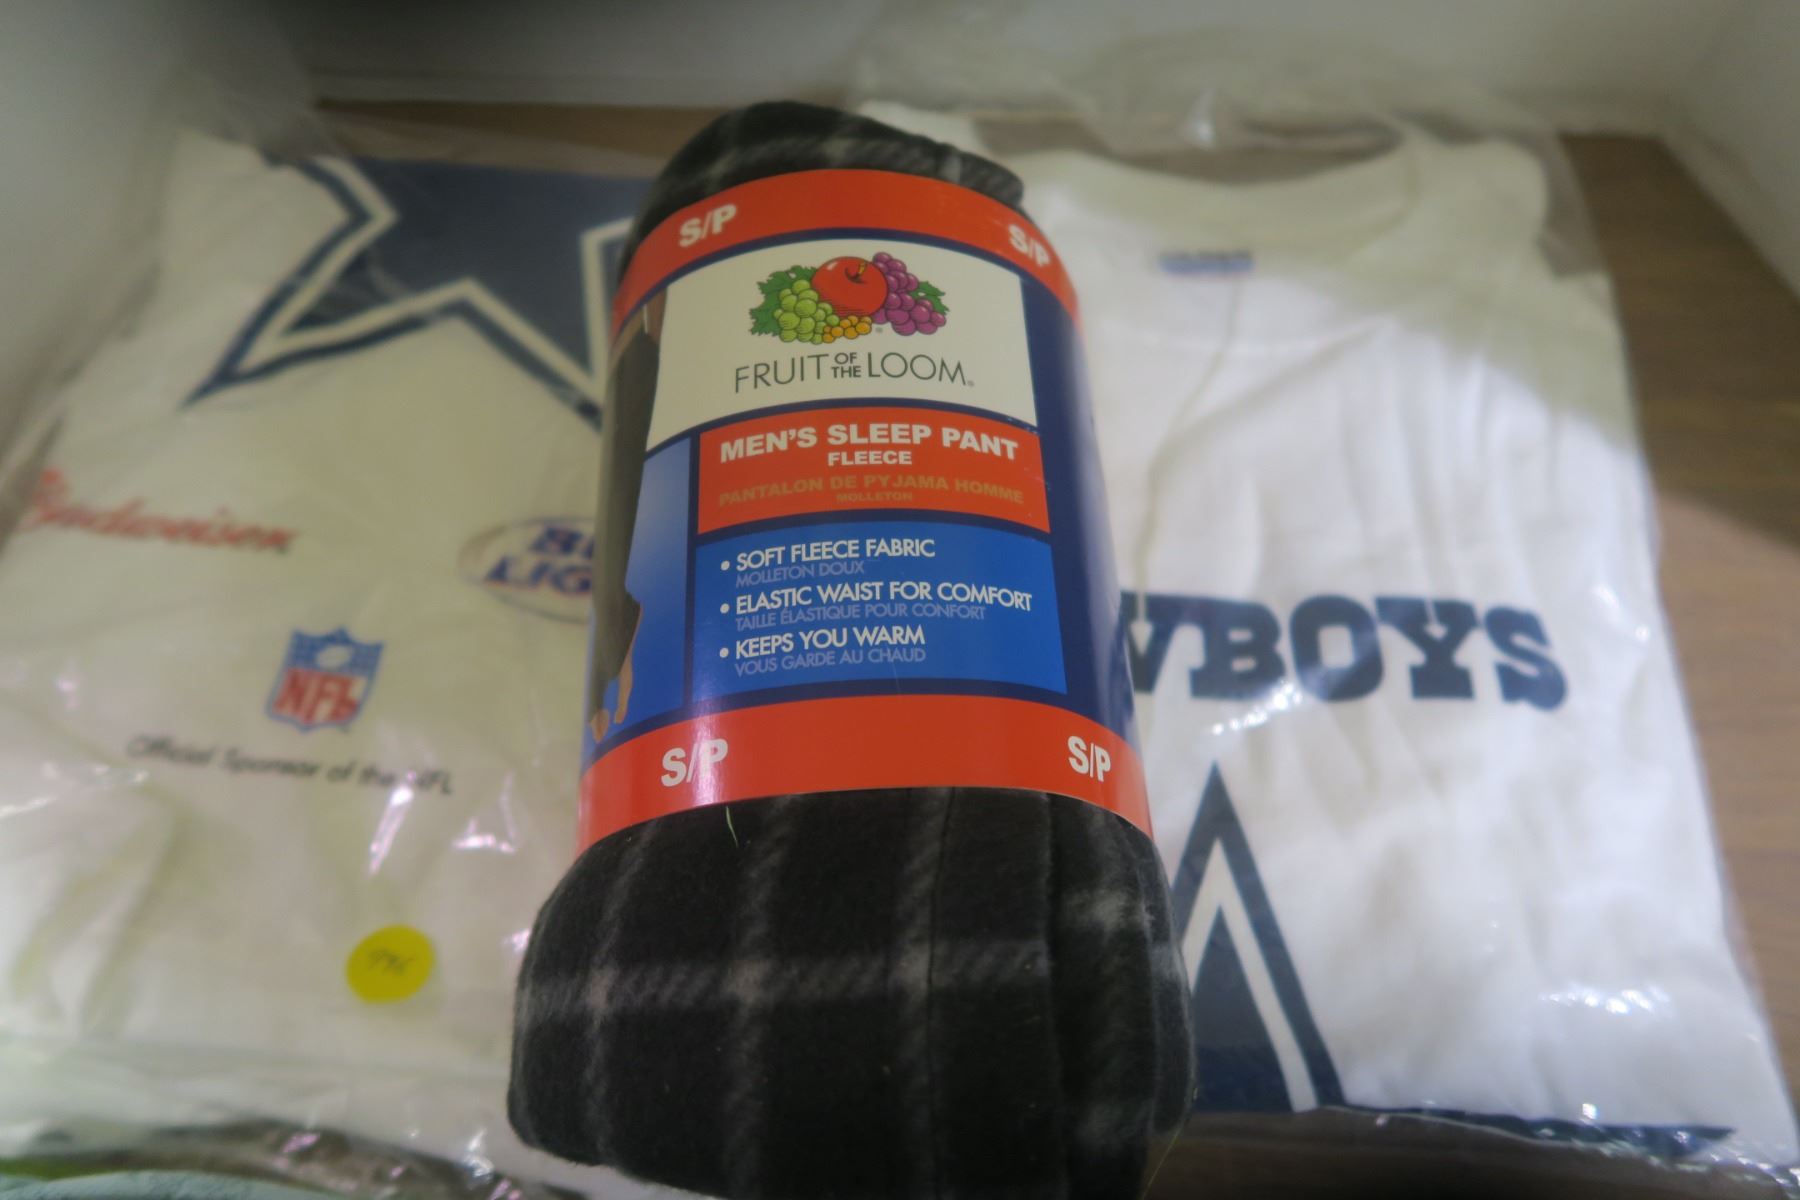 S/P S/P
FRUIT OF THE LOOM
MEN'S SLEEP PANT
FLEECE
PANTALON DE PYJAMA HOMME
MOLLETON
• SOFT FLEECE FABRIC
MOLLETON DOUX
• ELASTIC WAIST FOR COMFORT
TAILLE ÉLASTIQUE POUR CONFORT
• KEEPS YOU WARM
VOUS GARDE AU CHAUD
S/P S/P
Budweiser
LIG
NFL
Official Sponsor of the NFL
WBOYS